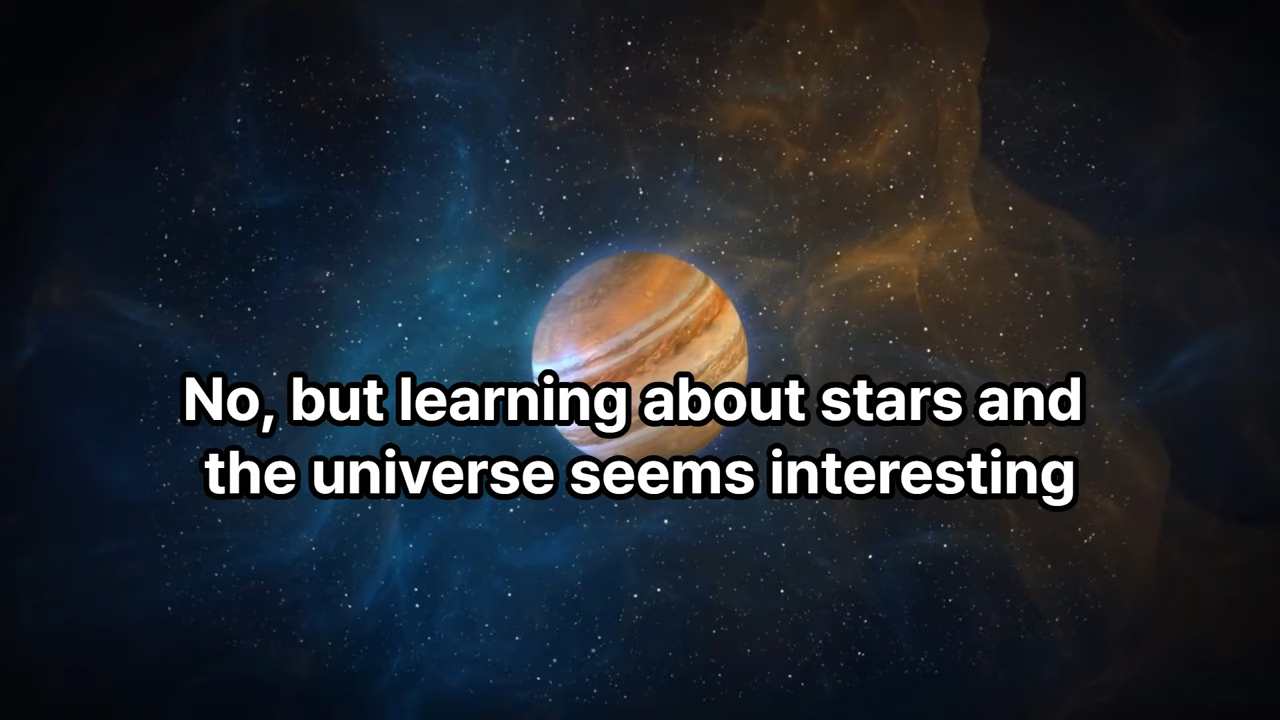 No, but learning about stars and
the universe seems interesting